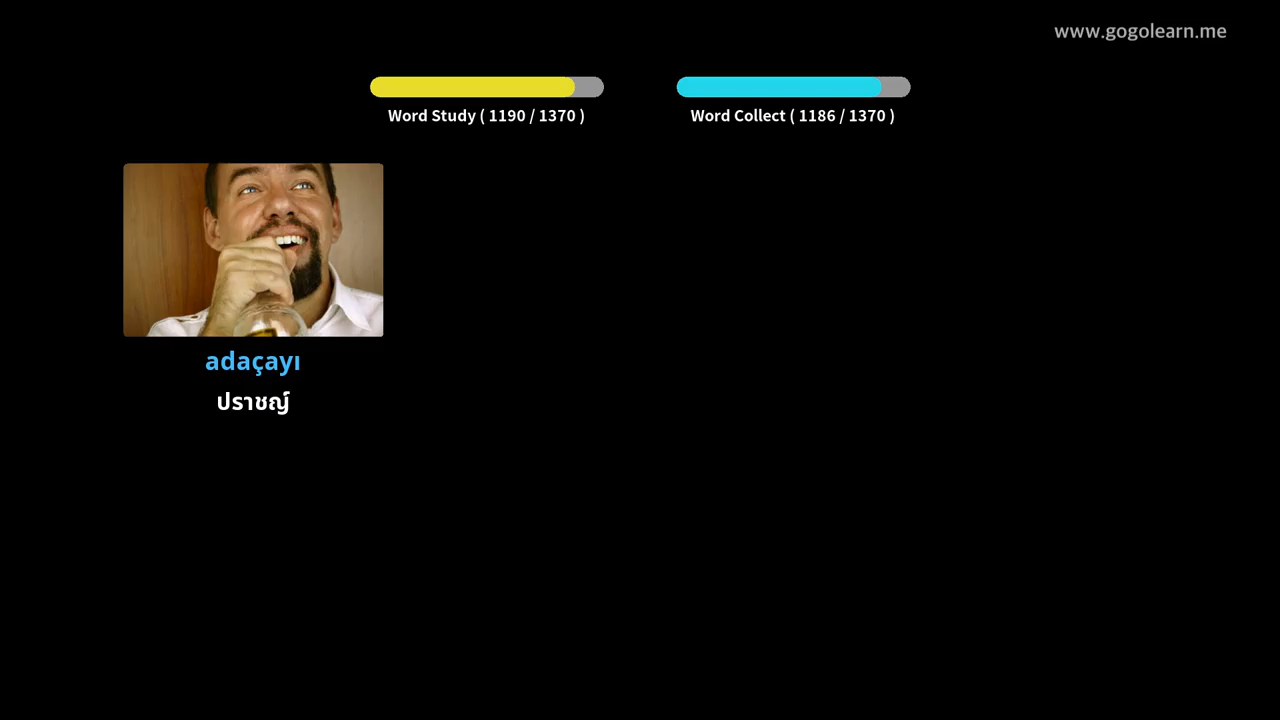 www.gogolearn.me
Word Study ( 1190 / 1370 )
Word Collect ( 1186 / 1370 )
adaçayı
ปราชญ์